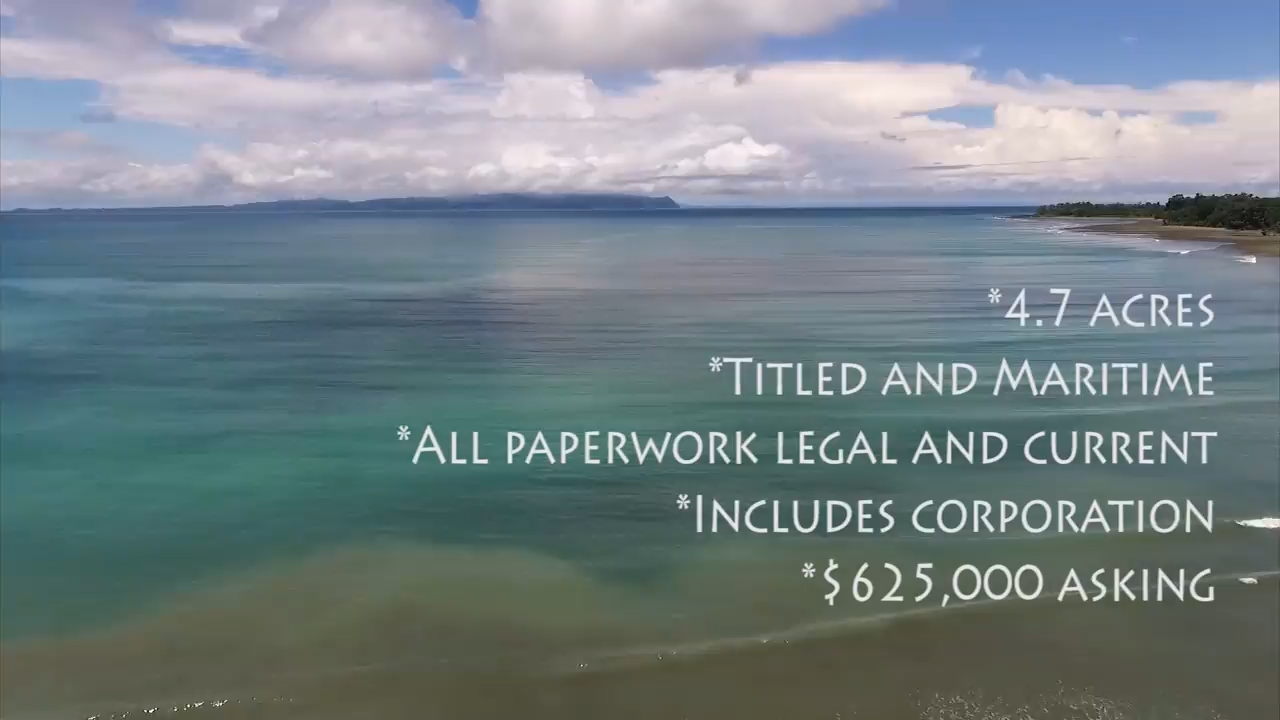 *4.7 acres
*Titled and Maritime
*All paperwork legal and current
*Includes corporation
*$625,000 asking